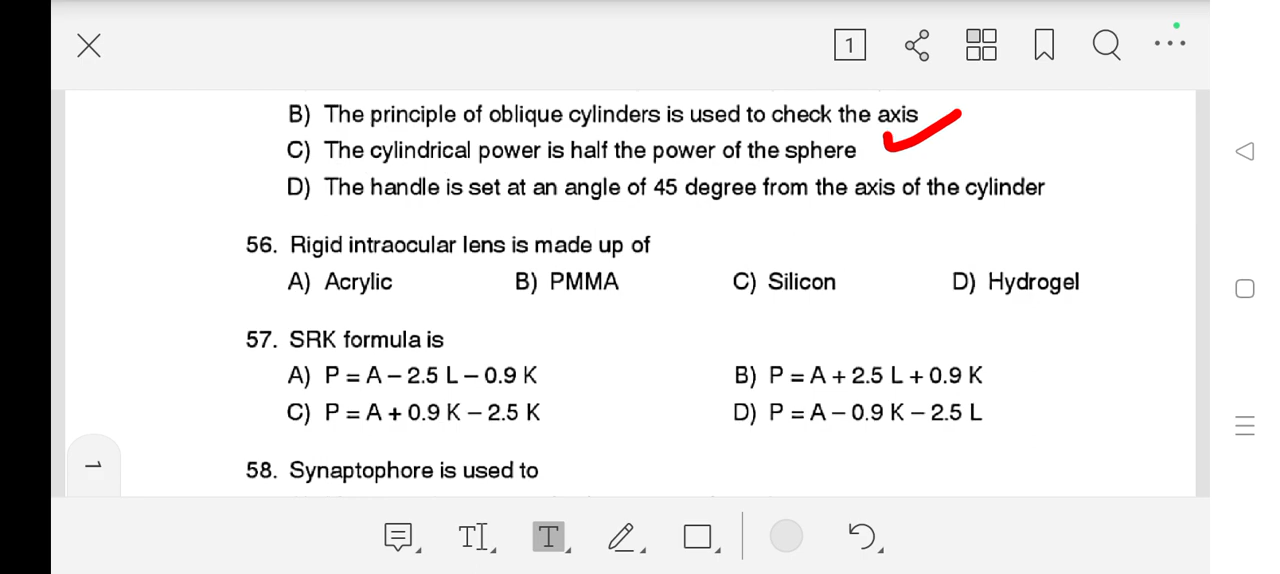 1
B) The principle of oblique cylinders is used to check the axis
C) The cylindrical power is half the power of the sphere
D) The handle is set at an angle of 45 degree from the axis of the cylinder
56. Rigid intraocular lens is made up of
A) Acrylic B) PMMA C) Silicon D) Hydrogel
57. SRK formula is
A) P = A – 2.5 L – 0.9 K B) P = A + 2.5 L + 0.9 K
C) P = A + 0.9 K – 2.5 K D) P = A – 0.9 K – 2.5 L
1
58. Synaptophore is used to
TI T